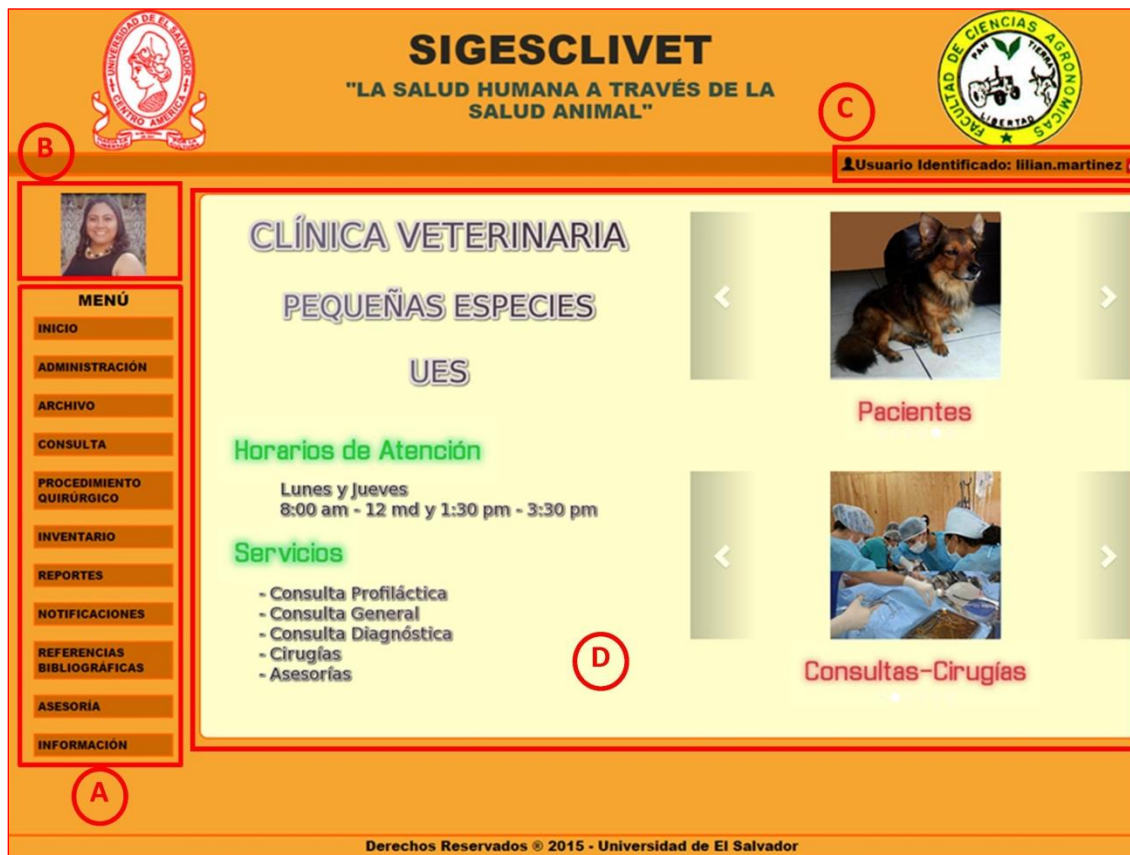 UNIVERSIDAD DE EL SALVADOR
CENTRO AMERICA
SIGESCLIVET
"LA SALUD HUMANA A TRAVÉS DE LA
SALUD ANIMAL"
FACULTAD DE CIENCIAS AGRONOMICAS
PAN TIERRA
LIBERTAD
C
B
Usuario Identificado: lilian.martinez
MENÚ
INICIO
ADMINISTRACIÓN
ARCHIVO
CONSULTA
PROCEDIMIENTO
QUIRÚRGICO
INVENTARIO
REPORTES
NOTIFICACIONES
REFERENCIAS
BIBLIOGRÁFICAS
ASESORÍA
INFORMACIÓN
A
CLÍNICA VETERINARIA
PEQUEÑAS ESPECIES
UES
Horarios de Atención
Lunes y Jueves
8:00 am - 12 md y 1:30 pm - 3:30 pm
Servicios
- Consulta Profiláctica
- Consulta General
- Consulta Diagnóstica
- Cirugías
- Asesorías
D
Pacientes
Consultas-Cirugías
Derechos Reservados ® 2015 - Universidad de El Salvador